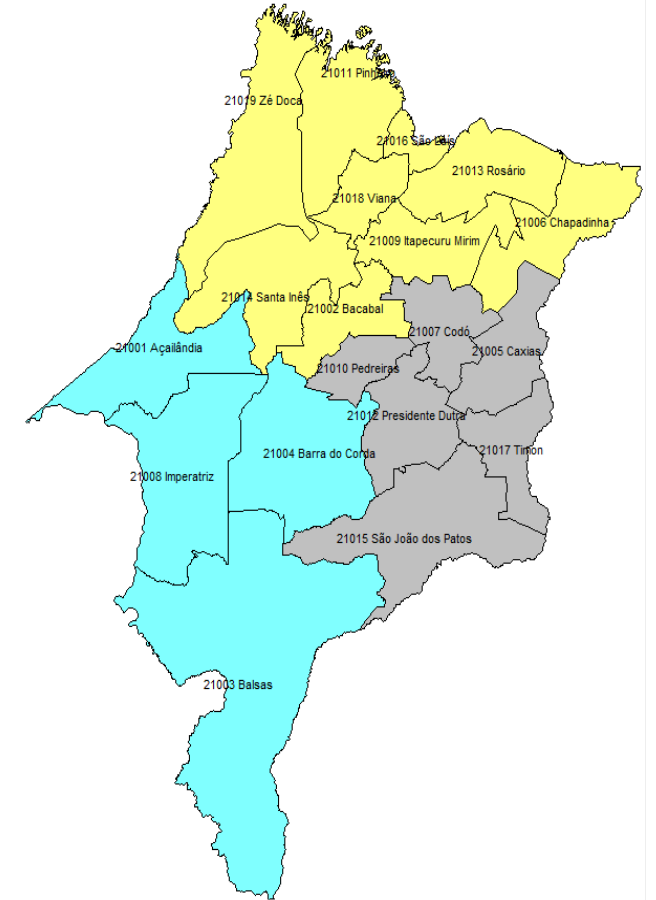 21011 Pinheiro
21019 Zé Doca
21016 São Luís
21013 Rosário
21018 Viana
21006 Chapadinha
21009 Itapecuru Mirim
21014 Santa Inês
21002 Bacabal
21007 Codó
21001 Açailândia
21005 Caxias
21010 Pedreiras
21012 Presidente Dutra
21004 Barra do Corda
21017 Timon
21008 Imperatriz
21015 São João dos Patos
21003 Balsas